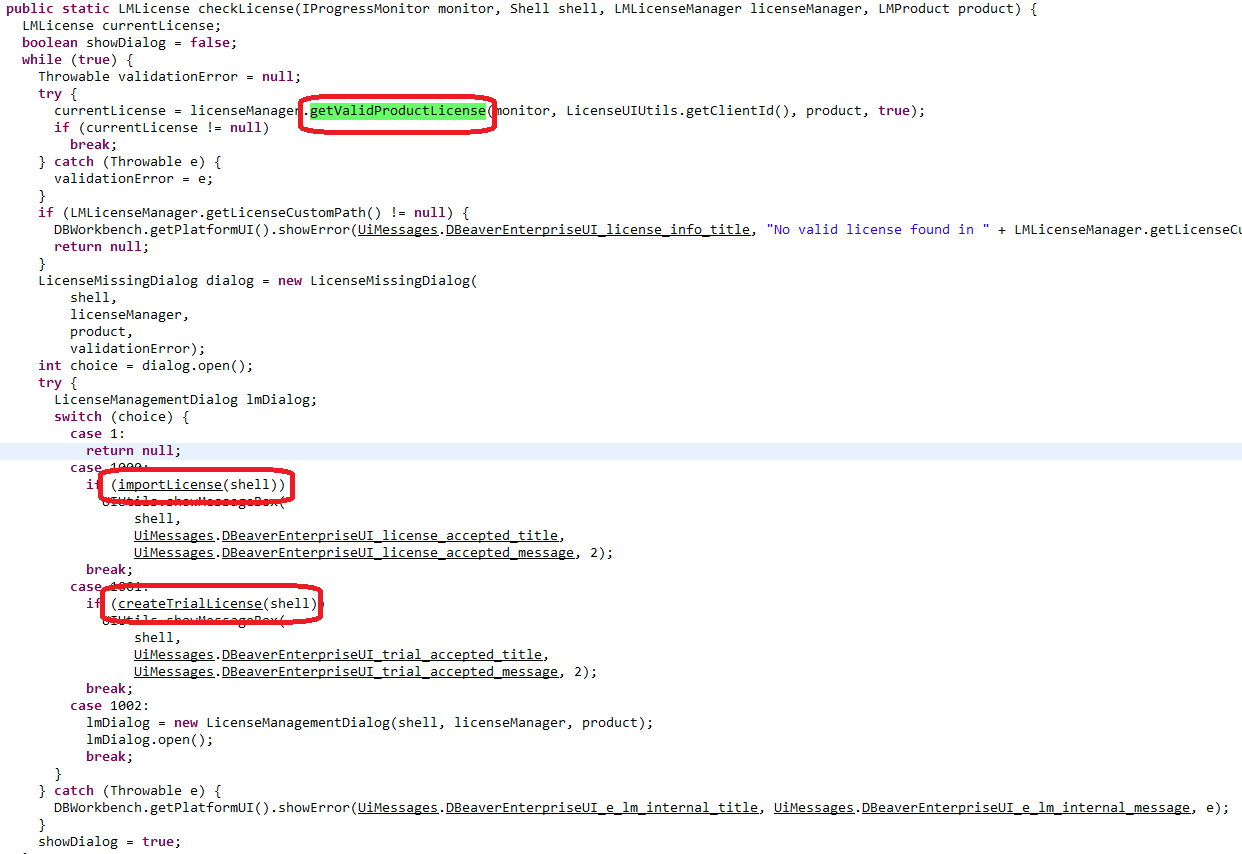 public static LMLicense checkLicense(IProgressMonitor monitor, Shell shell, LMLicenseManager licenseManager, LMProduct product) {
LMLicense currentLicense;
boolean showDialog = false;
while (true) {
Throwable validationError = null;
try {
currentLicense = licenseManager.getValidProductLicense(monitor, LicenseUIUtils.getClientId(), product, true);
if (currentLicense != null)
break;
} catch (Throwable e) {
validationError = e;
}
if (LMLicenseManager.getLicenseCustomPath() != null) {
DBWorkbench.getPlatformUI().showError(UiMessages.DBeaverEnterpriseUI_license_info_title, "No valid license found in " + LMLicenseManager.getLicenseCu
return null;
}
LicenseMissingDialog dialog = new LicenseMissingDialog(
shell,
licenseManager,
product,
validationError);
int choice = dialog.open();
try {
LicenseManagementDialog lmDialog;
switch (choice) {
case 1:
return null;
case 1000:
if (importLicense(shell))
UIUtils.showMessageBox(
shell,
UiMessages.DBeaverEnterpriseUI_license_accepted_title,
UiMessages.DBeaverEnterpriseUI_license_accepted_message, 2);
break;
case 1001:
if (createTrialLicense(shell)
UIUtils.showMessageBox(
shell,
UiMessages.DBeaverEnterpriseUI_trial_accepted_title,
UiMessages.DBeaverEnterpriseUI_trial_accepted_message, 2);
break;
case 1002:
lmDialog = new LicenseManagementDialog(shell, licenseManager, product);
lmDialog.open();
break;
}
} catch (Throwable e) {
DBWorkbench.getPlatformUI().showError(UiMessages.DBeaverEnterpriseUI_e_lm_internal_title, UiMessages.DBeaverEnterpriseUI_e_lm_internal_message, e);
}
showDialog = true;